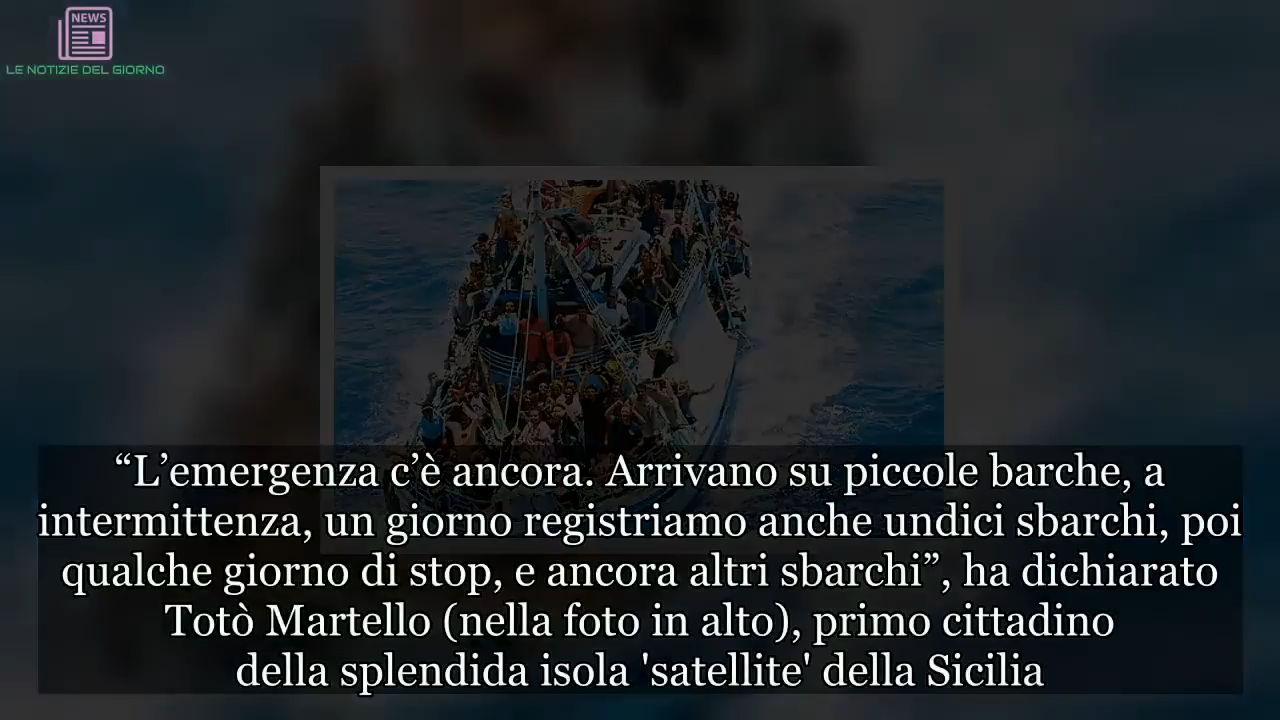 NEWS
LE NOTIZIE DEL GIORNO
“L’emergenza c’è ancora. Arrivano su piccole barche, a
intermittenza, un giorno registriamo anche undici sbarchi, poi
qualche giorno di stop, e ancora altri sbarchi”, ha dichiarato
Totò Martello (nella foto in alto), primo cittadino
della splendida isola 'satellite' della Sicilia